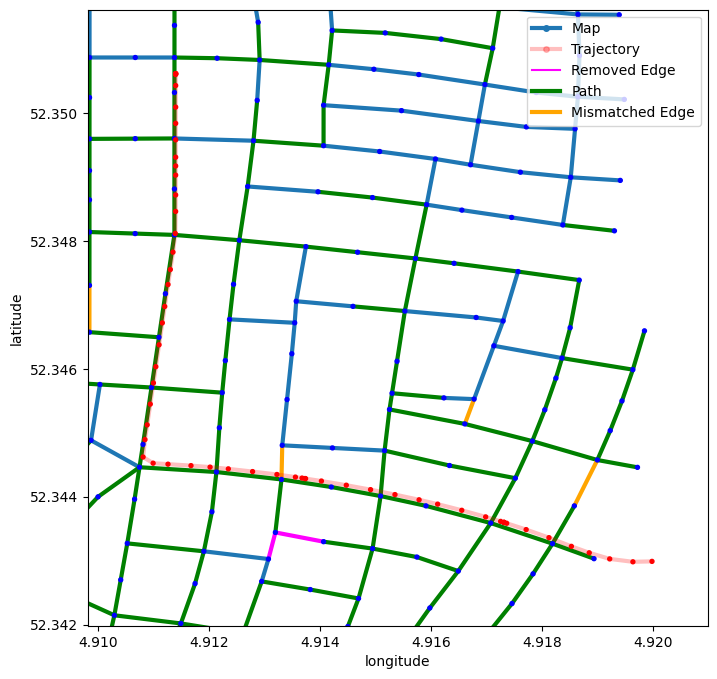 Map
Trajectory
Removed Edge
Path
Mismatched Edge
52.350
52.348
52.346
52.344
52.342
latitude
4.910 4.912 4.914 4.916 4.918 4.920
longitude